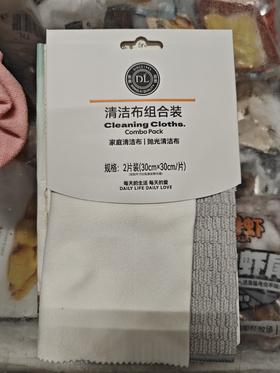 DL
清洁布组合装
Cleaning Cloths.
Combo Pack
家庭清洁布 | 抛光清洁布
规格：2片装(30cm×30cm/片)
每天的生活 每天的爱
DAILY LIFE DAILY LOVE